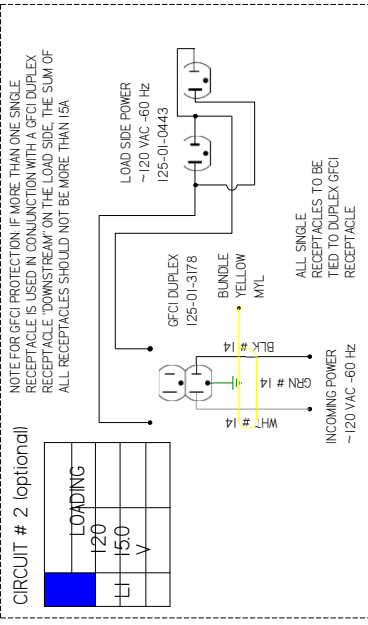 CIRCUIT # 2 (optional)
NOTE FOR GFCI PROTECTION: IF MORE THAN ONE SINGLE
RECEPTACLE IS USED IN CONJUNCTION WITH A GFCI DUPLEX
RECEPTACLE "DOWNSTREAM" ON THE LOAD SIDE, THE SUM OF
ALL RECEPTACLES SHOULD NOT BE MORE THAN 15A
LOADING
120
L1
15.0
V
LOAD SIDE POWER
~120 VAC -60 Hz
125-01-0443
GFCI DUPLEX
125-01-3178
BUNDLE
YELLOW
MYL
WHT # 14
GRN # 14
BLK # 14
INCOMING POWER
~120 VAC -60 Hz
ALL SINGLE
RECEPTACLES TO BE
TIED TO DUPLEX GFCI
RECEPTACLE